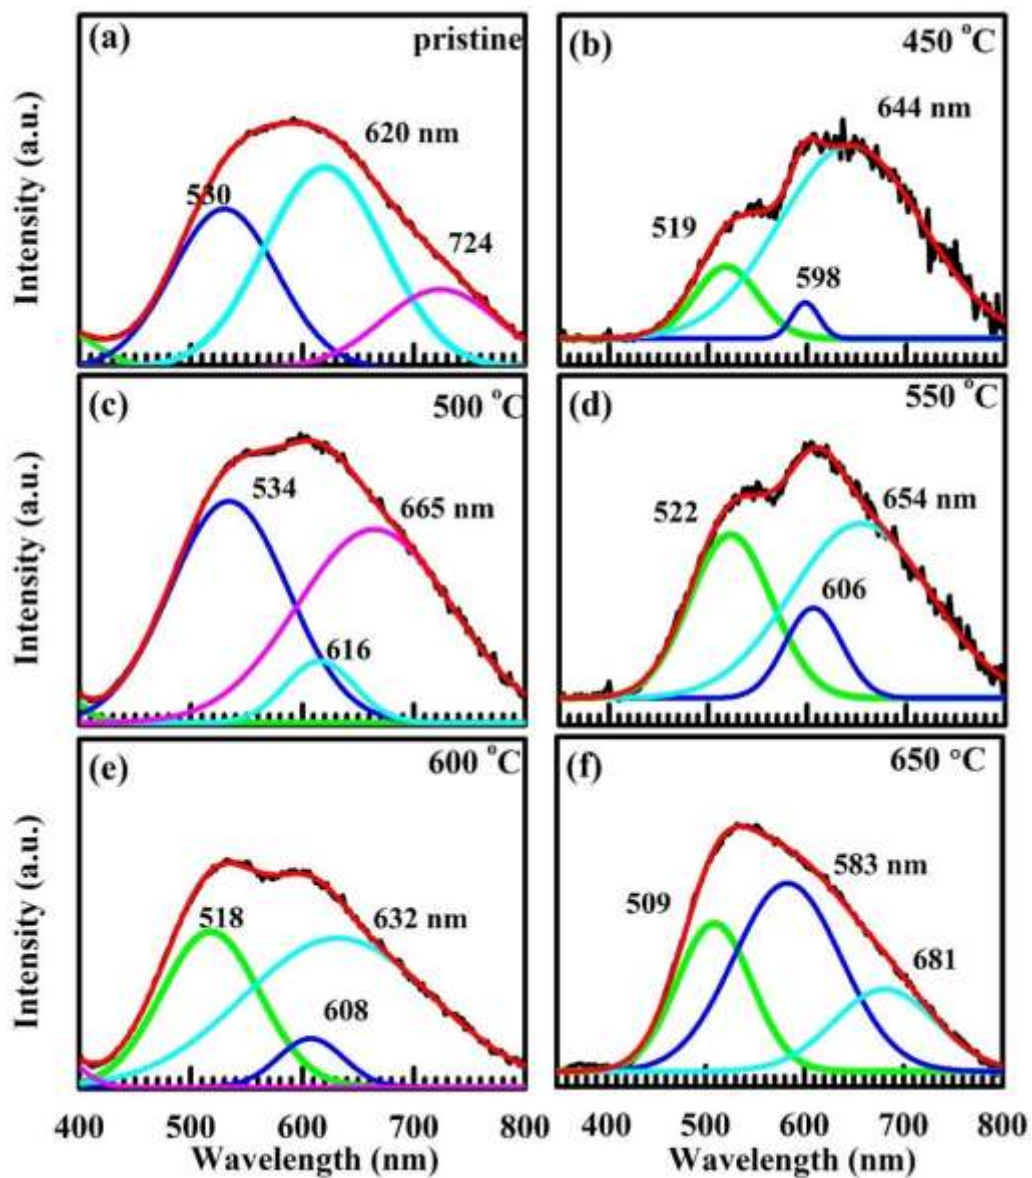 (a)
pristine
620 nm
530
724
Intensity (a.u.)
(b)
450 °C
644 nm
519
598
(c)
500 °C
534
665 nm
616
Intensity (a.u.)
(d)
550 °C
522
654 nm
606
(e)
600 °C
518
632 nm
608
Intensity (a.u.)
400 500 600 700 800
Wavelength (nm)
(f)
650 °C
583 nm
509
681
400 500 600 700 800
Wavelength (nm)